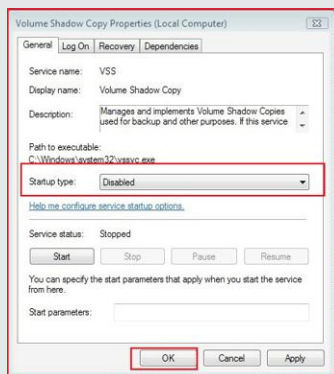 Volume Shadow Copy Properties (Local Computer)
General Log On Recovery Dependencies
Service name: VSS
Display name: Volume Shadow Copy
Description: Manages and implements Volume Shadow Copies
used for backup and other purposes. If this service
Path to executable:
C:\Windows\system32\vssvc.exe
Startup type: Disabled
Help me configure service startup options.
Service status: Stopped
Start Stop Pause Resume
You can specify the start parameters that apply when you start the service
from here.
Start parameters:
OK Cancel Apply